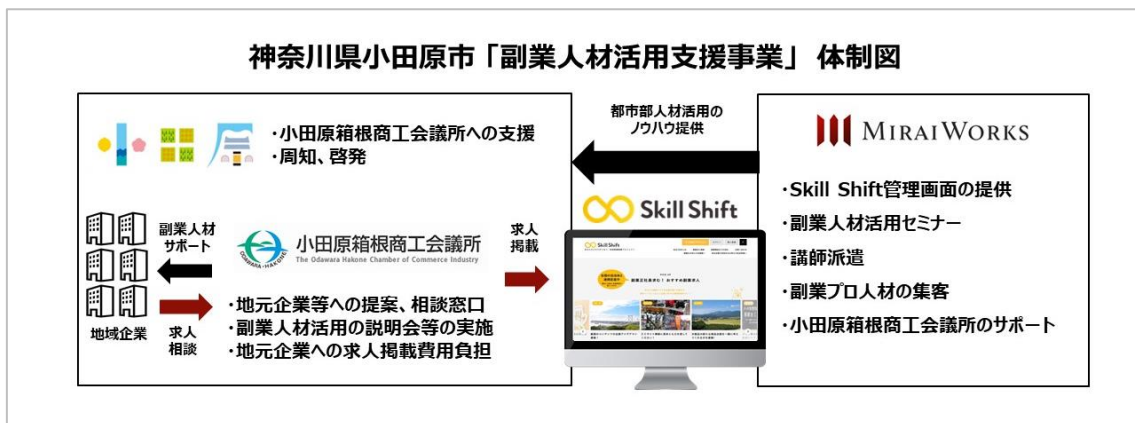 神奈川県小田原市「副業人材活用支援事業」 体制図
小田原
・小田原箱根商工会議所への支援
・周知、啓発
都市部人材活用の
ノウハウ提供
MIRAIWORKS
・Skill Shift管理画面の提供
・副業人材活用セミナー
・講師派遣
・副業プロ人材の集客
・小田原箱根商工会議所のサポート
Skill Shift
副業人材
サポート
ODAWARA・HAKONE
小田原箱根商工会議所
The Odawara Hakone Chamber of Commerce Industry
求人
掲載
地域企業
求人
相談
・地元企業等への提案、相談窓口
・副業人材活用の説明会等の実施
・地元企業への求人掲載費用負担
Skill Shift